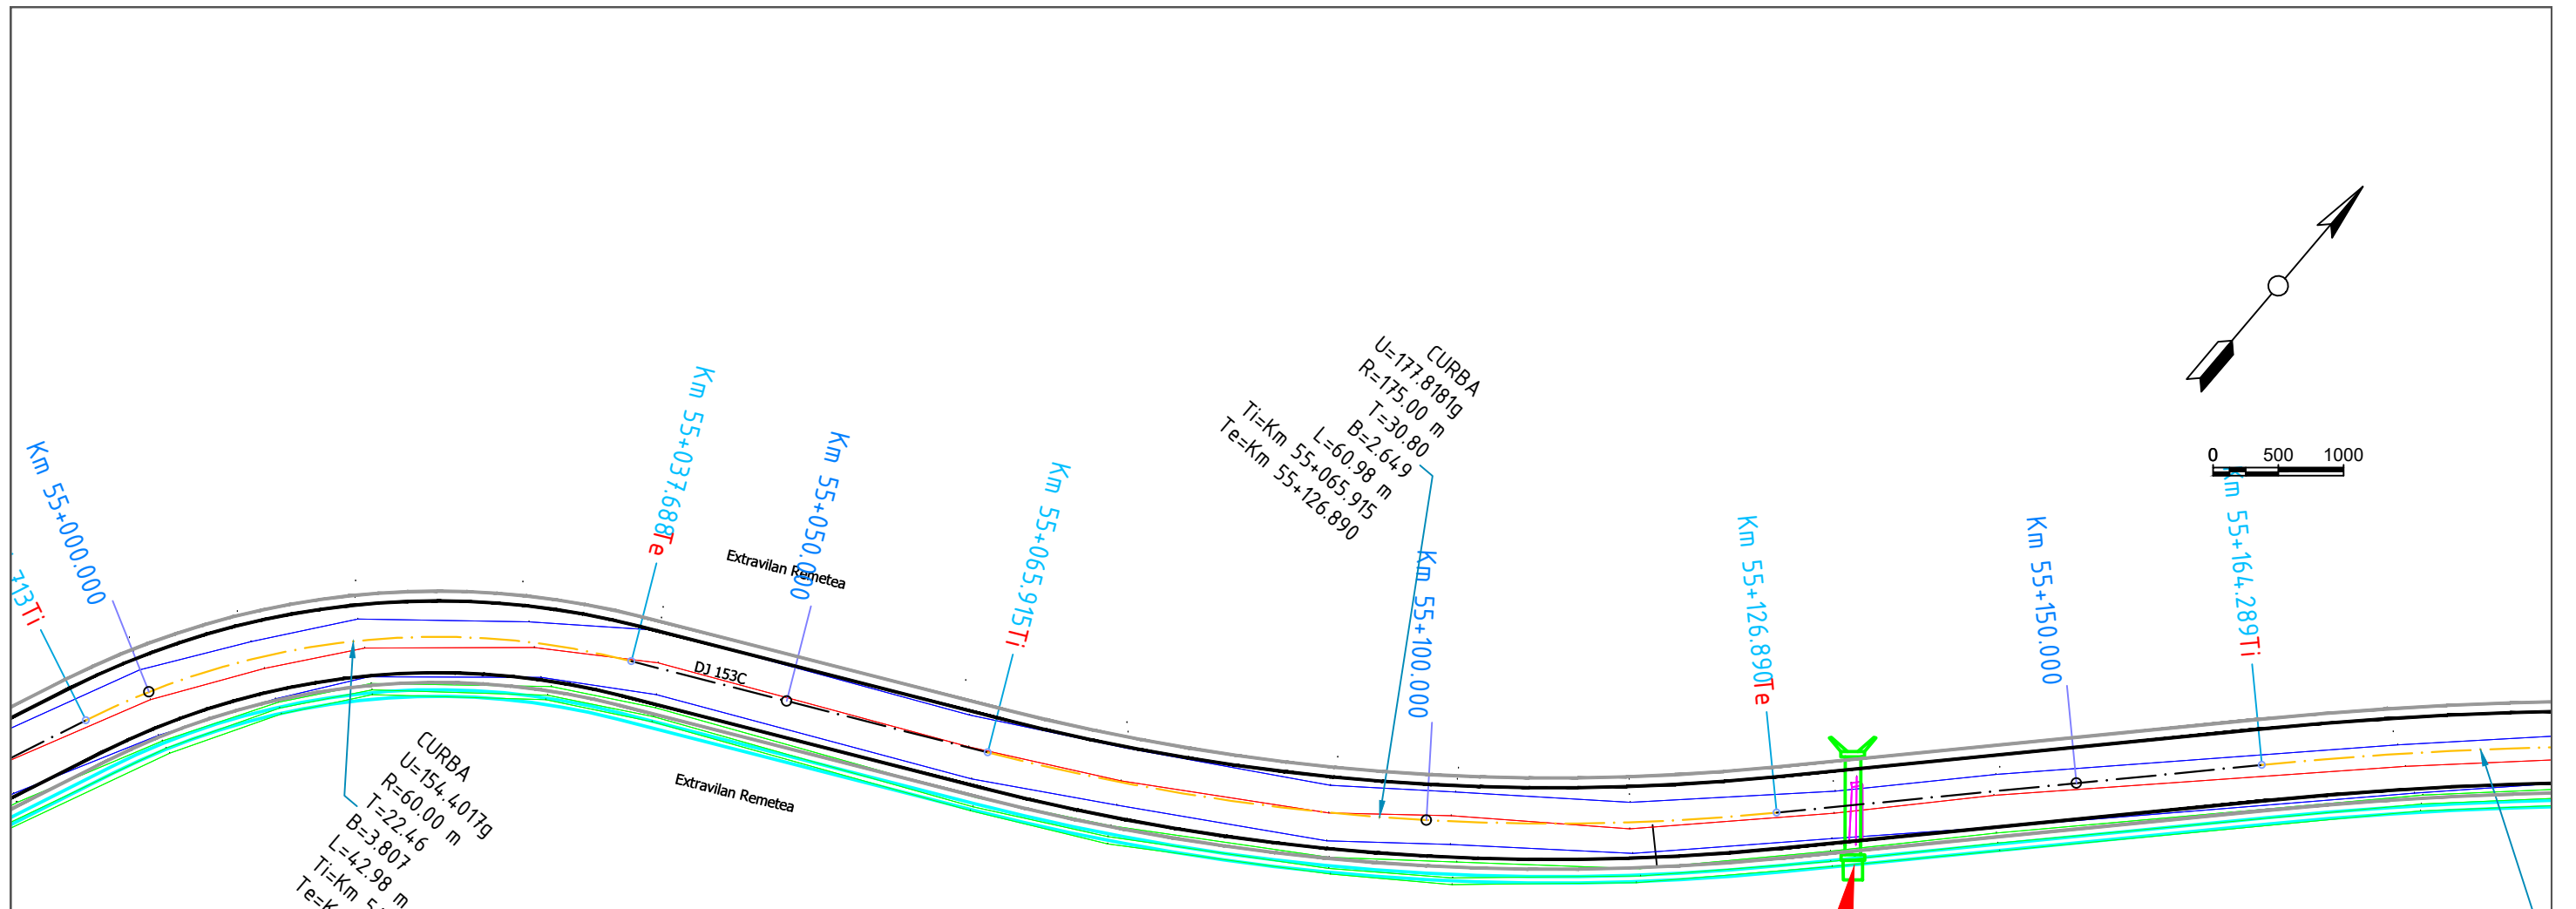 713Ti
Km 55+000.000
Km 55+037.688Te
Km 55+050.000
Extravilan Remetea
Km 55+065.915Ti
DJ 153C
Extravilan Remetea
CURBA
U=154.4017g
R=60.00 m
T=22.46
B=3.807
L=42.98 m
Ti=Km
Te=K
CURBA
U=177.8181g
R=175.00 m
T=30.80
B=2.649
L=60.98 m
Ti=Km 55+065.915
Te=Km 55+126.890
Km 55+100.000
Km 55+126.890Te
Km 55+150.000
Km 55+164.289Ti
0 500 1000